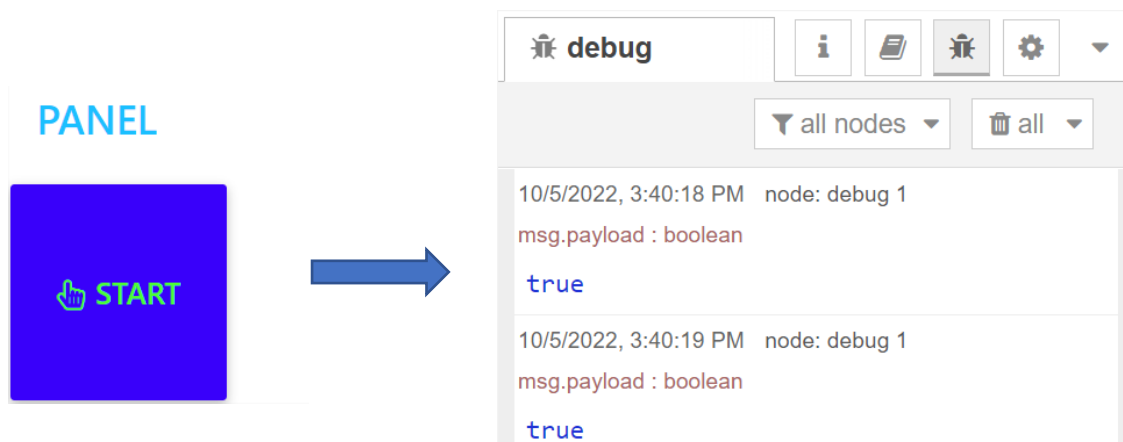 PANEL
START
debug
i
all nodes
all
10/5/2022, 3:40:18 PM node: debug 1
msg.payload : boolean
true
10/5/2022, 3:40:19 PM node: debug 1
msg.payload : boolean
true